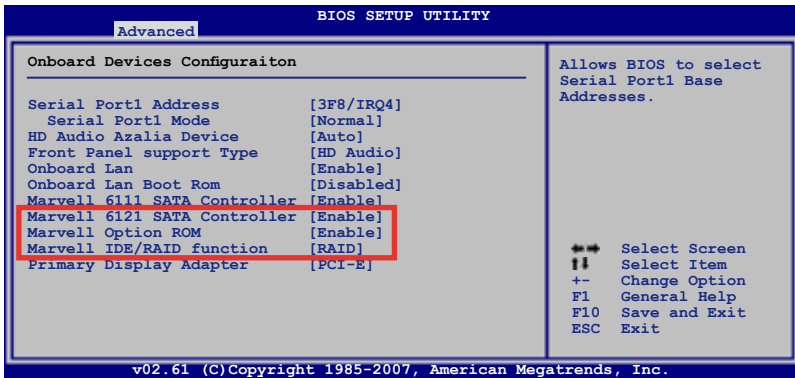 BIOS SETUP UTILITY
Advanced
Onboard Devices Configuraiton
Serial Port1 Address [3F8/IRQ4]
Serial Port1 Mode [Normal]
HD Audio Azalia Device [Auto]
Front Panel support Type [HD Audio]
Onboard Lan [Enable]
Onboard Lan Boot Rom [Disabled]
Marvell 6111 SATA Controller [Enable]
Marvell 6121 SATA Controller [Enable]
Marvell Option ROM [Enable]
Marvell IDE/RAID function [RAID]
Primary Display Adapter [PCI-E]
Allows BIOS to select
Serial Port1 Base
Addresses.
Select Screen
Select Item
+- Change Option
F1 General Help
F10 Save and Exit
ESC Exit
v02.61 (C)Copyright 1985-2007, American Megatrends, Inc.